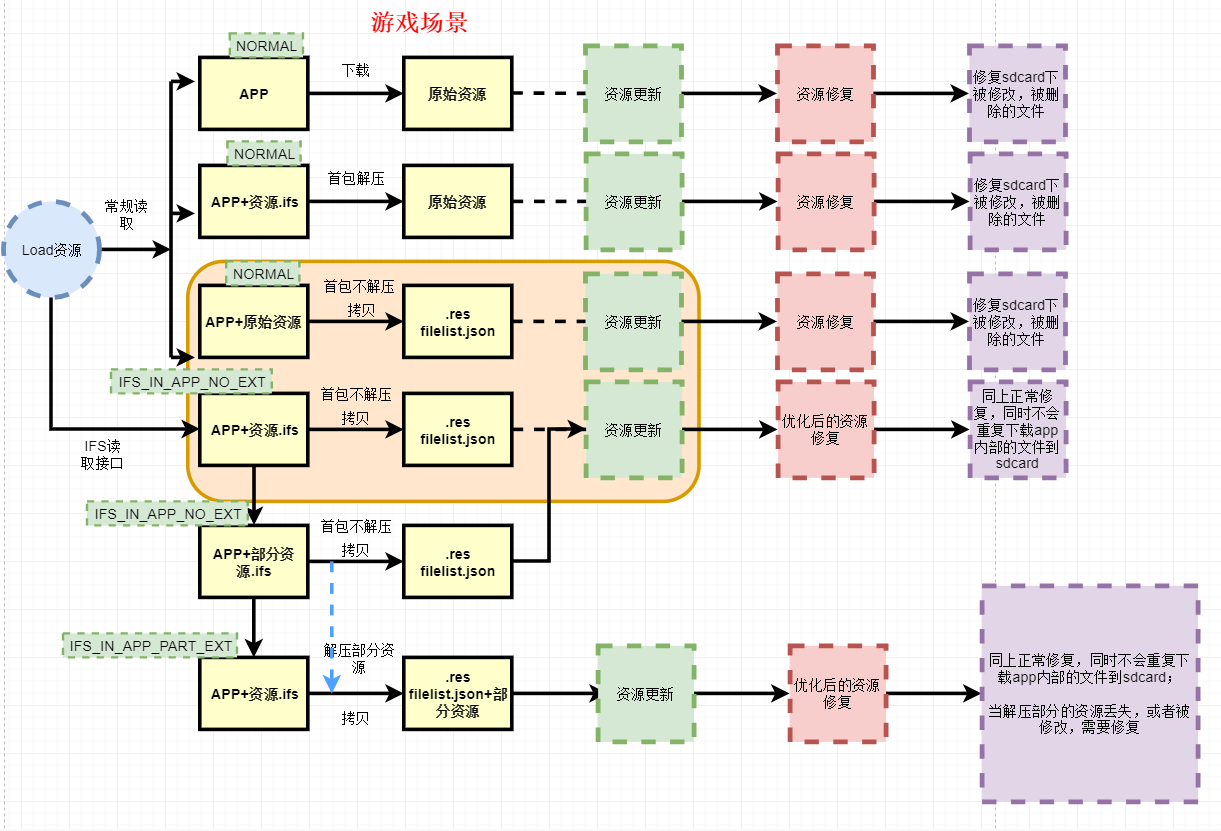 游戏场景
NORMAL
APP
下载
原始资源
资源更新
资源修复
修复sdcard下
被修改，被删
除的文件
NORMAL
APP+资源.ifs
首包解压
原始资源
资源更新
资源修复
修复sdcard下
被修改，被删
除的文件
Load资源
常规读
取
NORMAL
APP+原始资源
首包不解压
拷贝
.res
filelist.json
资源更新
资源修复
修复sdcard下
被修改，被删
除的文件
IFS_IN_APP_NO_EXT
IFS读
取接口
APP+资源.ifs
首包不解压
拷贝
.res
filelist.json
资源更新
优化后的资源
修复
同上正常修
复，同时不会
重复下载app
内部的文件到
sdcard
IFS_IN_APP_NO_EXT
APP+部分资
源.ifs
首包不解压
拷贝
.res
filelist.json
IFS_IN_APP_PART_EXT
APP+资源.ifs
解压部分资
源
拷贝
.res
filelist.json+部
分资源
资源更新
优化后的资源
修复
同上正常修复，同时不会重复下
载app内部的文件到sdcard；
当解压部分的资源丢失，或者被
修改，需要修复